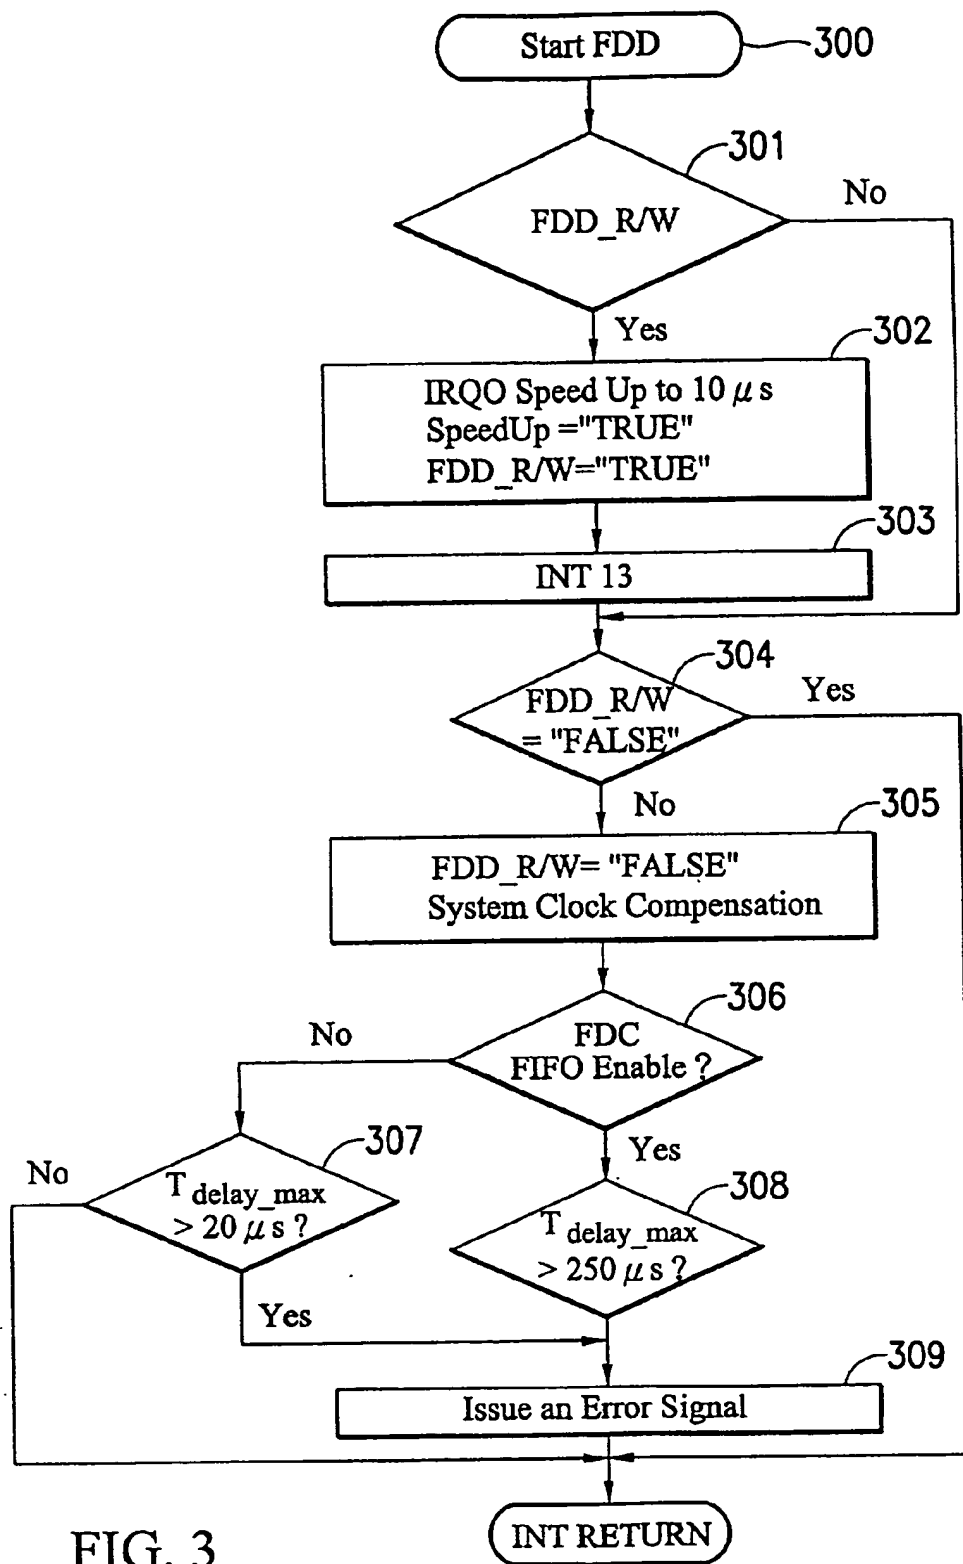 Start FDD
300
301
No
FDD_R/W
Yes
302
IRQO Speed Up to 10 μs
SpeedUp ="TRUE"
FDD_R/W="TRUE"
303
INT 13
304
Yes
FDD_R/W
= "FALSE"
No
305
FDD_R/W= "FALSE"
System Clock Compensation
306
No
FDC
FIFO Enable ?
307
Yes
No
308
T delay_max
> 20 μs ?
T delay_max
> 250 μs ?
Yes
309
Issue an Error Signal
INT RETURN
FIG. 3